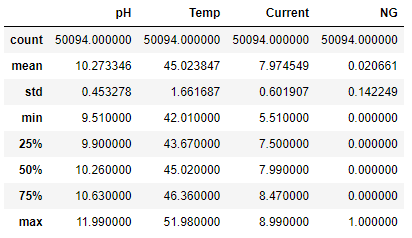 pH Temp Current NG
count 50094.000000 50094.000000 50094.000000 50094.000000
mean 10.273346 45.023847 7.974549 0.020661
std 0.453278 1.661687 0.601907 0.142249
min 9.510000 42.010000 5.510000 0.000000
25% 9.900000 43.670000 7.500000 0.000000
50% 10.260000 45.020000 7.990000 0.000000
75% 10.630000 46.360000 8.470000 0.000000
max 11.990000 51.980000 8.990000 1.000000